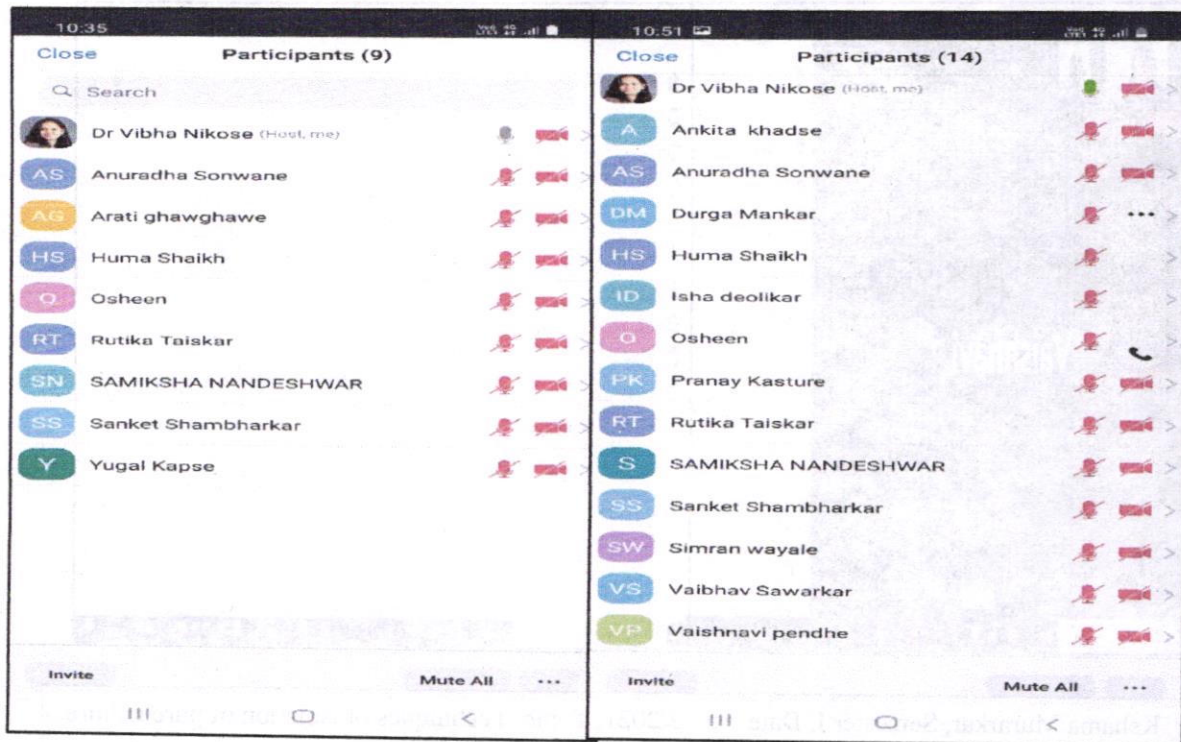 10:35
Close Participants (9)
Search
Dr Vibha Nikose (Host, me)
AS Anuradha Sonwane
AG Arati ghawghawe
HS Huma Shaikh
O Osheen
RT Rutika Taiskar
SN SAMIKSHA NANDESHWAR
SS Sanket Shambharkar
Y Yugal Kapse
Invite Mute All ...
10:51
Close Participants (14)
Dr Vibha Nikose (Host, me)
A Ankita khadse
AS Anuradha Sonwane
DM Durga Mankar
HS Huma Shaikh
ID Isha deolikar
O Osheen
PK Pranay Kasture
RT Rutika Taiskar
S SAMIKSHA NANDESHWAR
SS Sanket Shambharkar
SW Simran wayale
VS Vaibhav Sawarkar
VP Vaishnavi pendhe
Invite Mute All ...